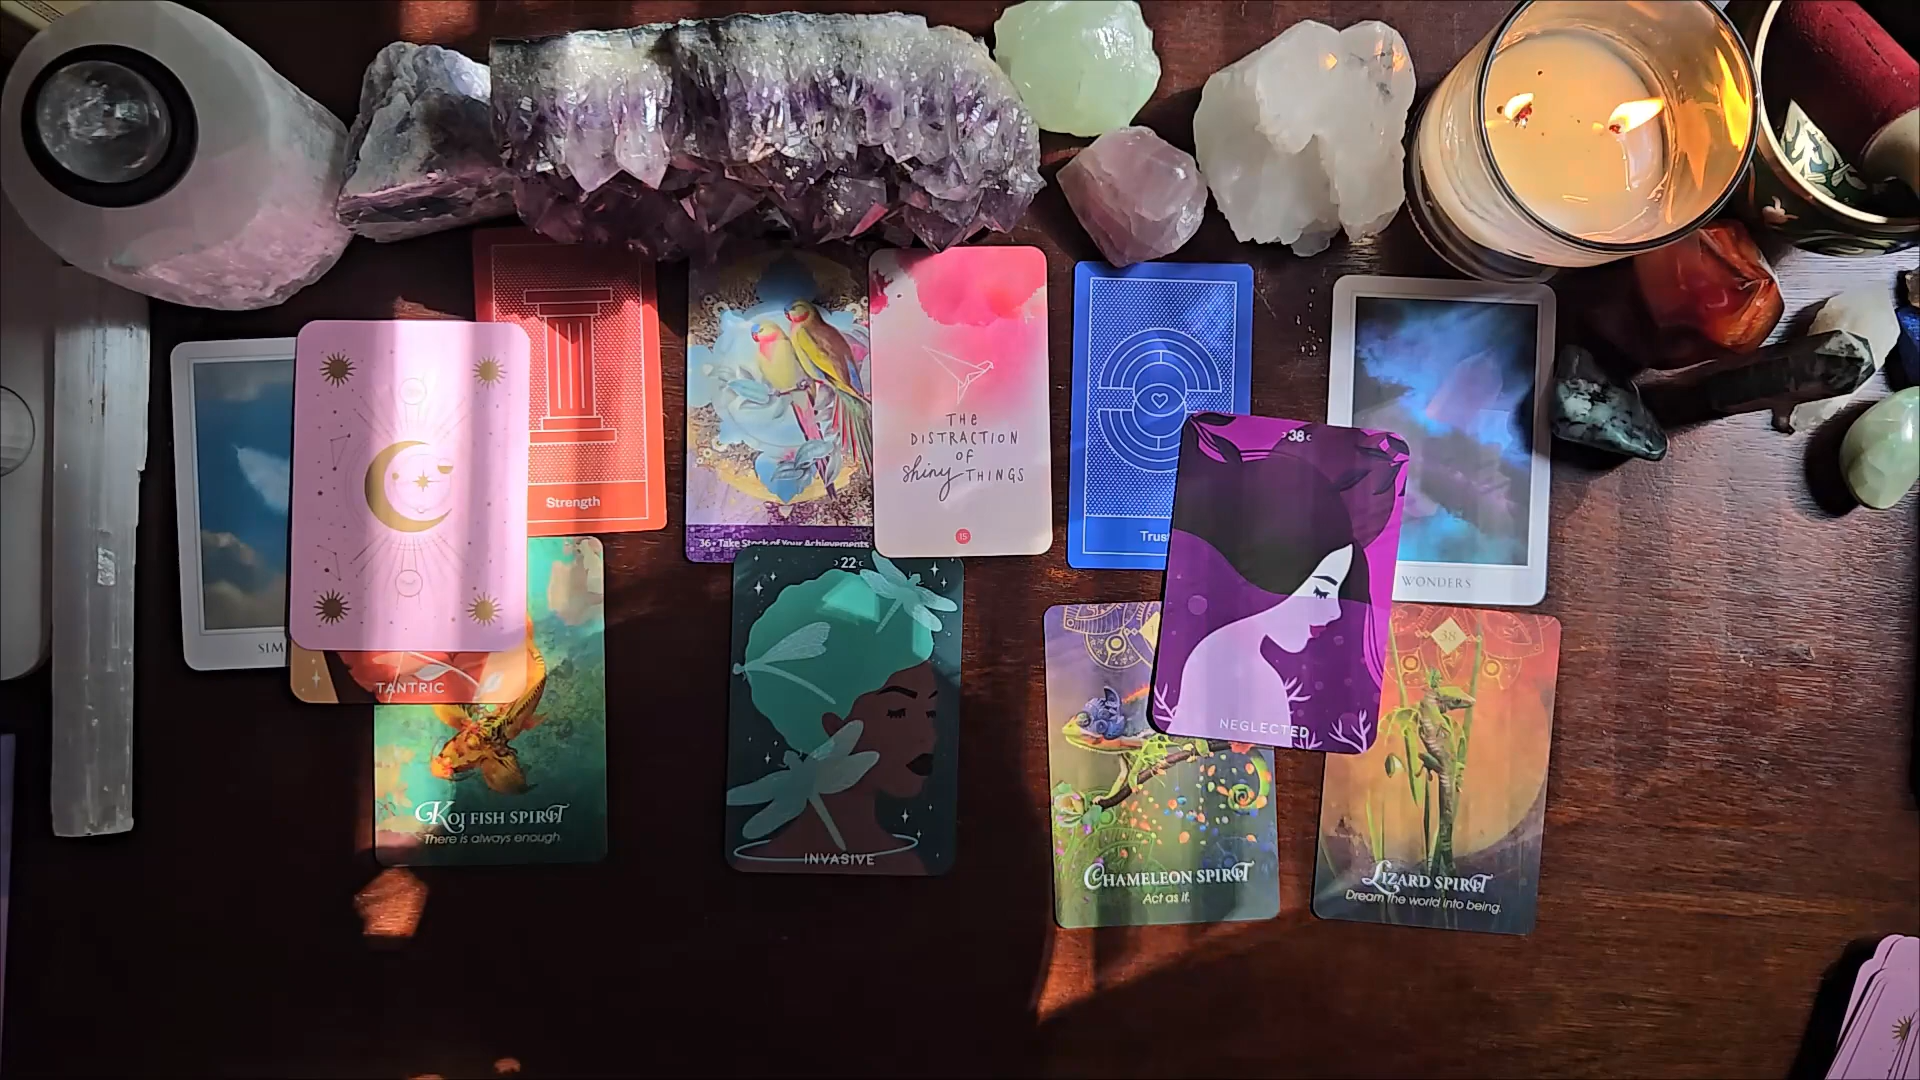 SIM
TANTRIC
Strength
KOI FISH SPIRIT
There is always enough.
36 • Take Stock of Your Achievements
THE
DISTRACTION
OF
shiny THINGS
15
22
INVASIVE
Trust
38
NEGLECTED
WONDERS
CHAMELEON SPIRIT
Act as if.
38
LIZARD SPIRIT
Dream the world into being.